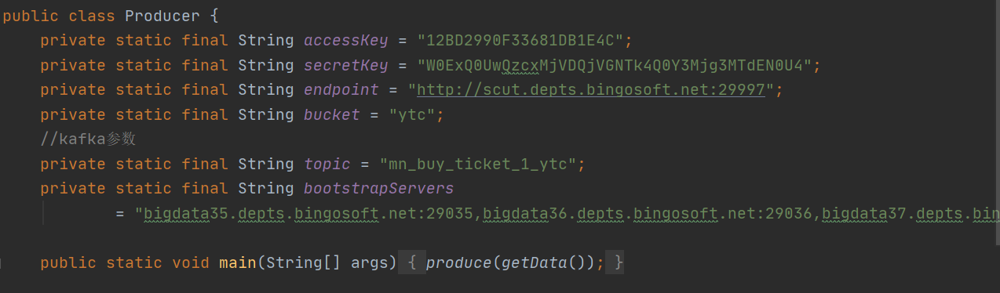 public class Producer {
private static final String accessKey = "12BD2990F33681DB1E4C";
private static final String secretKey = "W0ExQ0UwQzcxMjVDQjVGNTk4Q0Y3Mjg3MTdEN0U4";
private static final String endpoint = "http://scut.depts.bingosoft.net:29997";
private static final String bucket = "ytc";
//kafka参数
private static final String topic = "mn_buy_ticket_1_ytc";
private static final String bootstrapServers
= "bigdata35.depts.bingosoft.net:29035,bigdata36.depts.bingosoft.net:29036,bigdata37.depts.bin
public static void main(String[] args) { produce(getData()); }